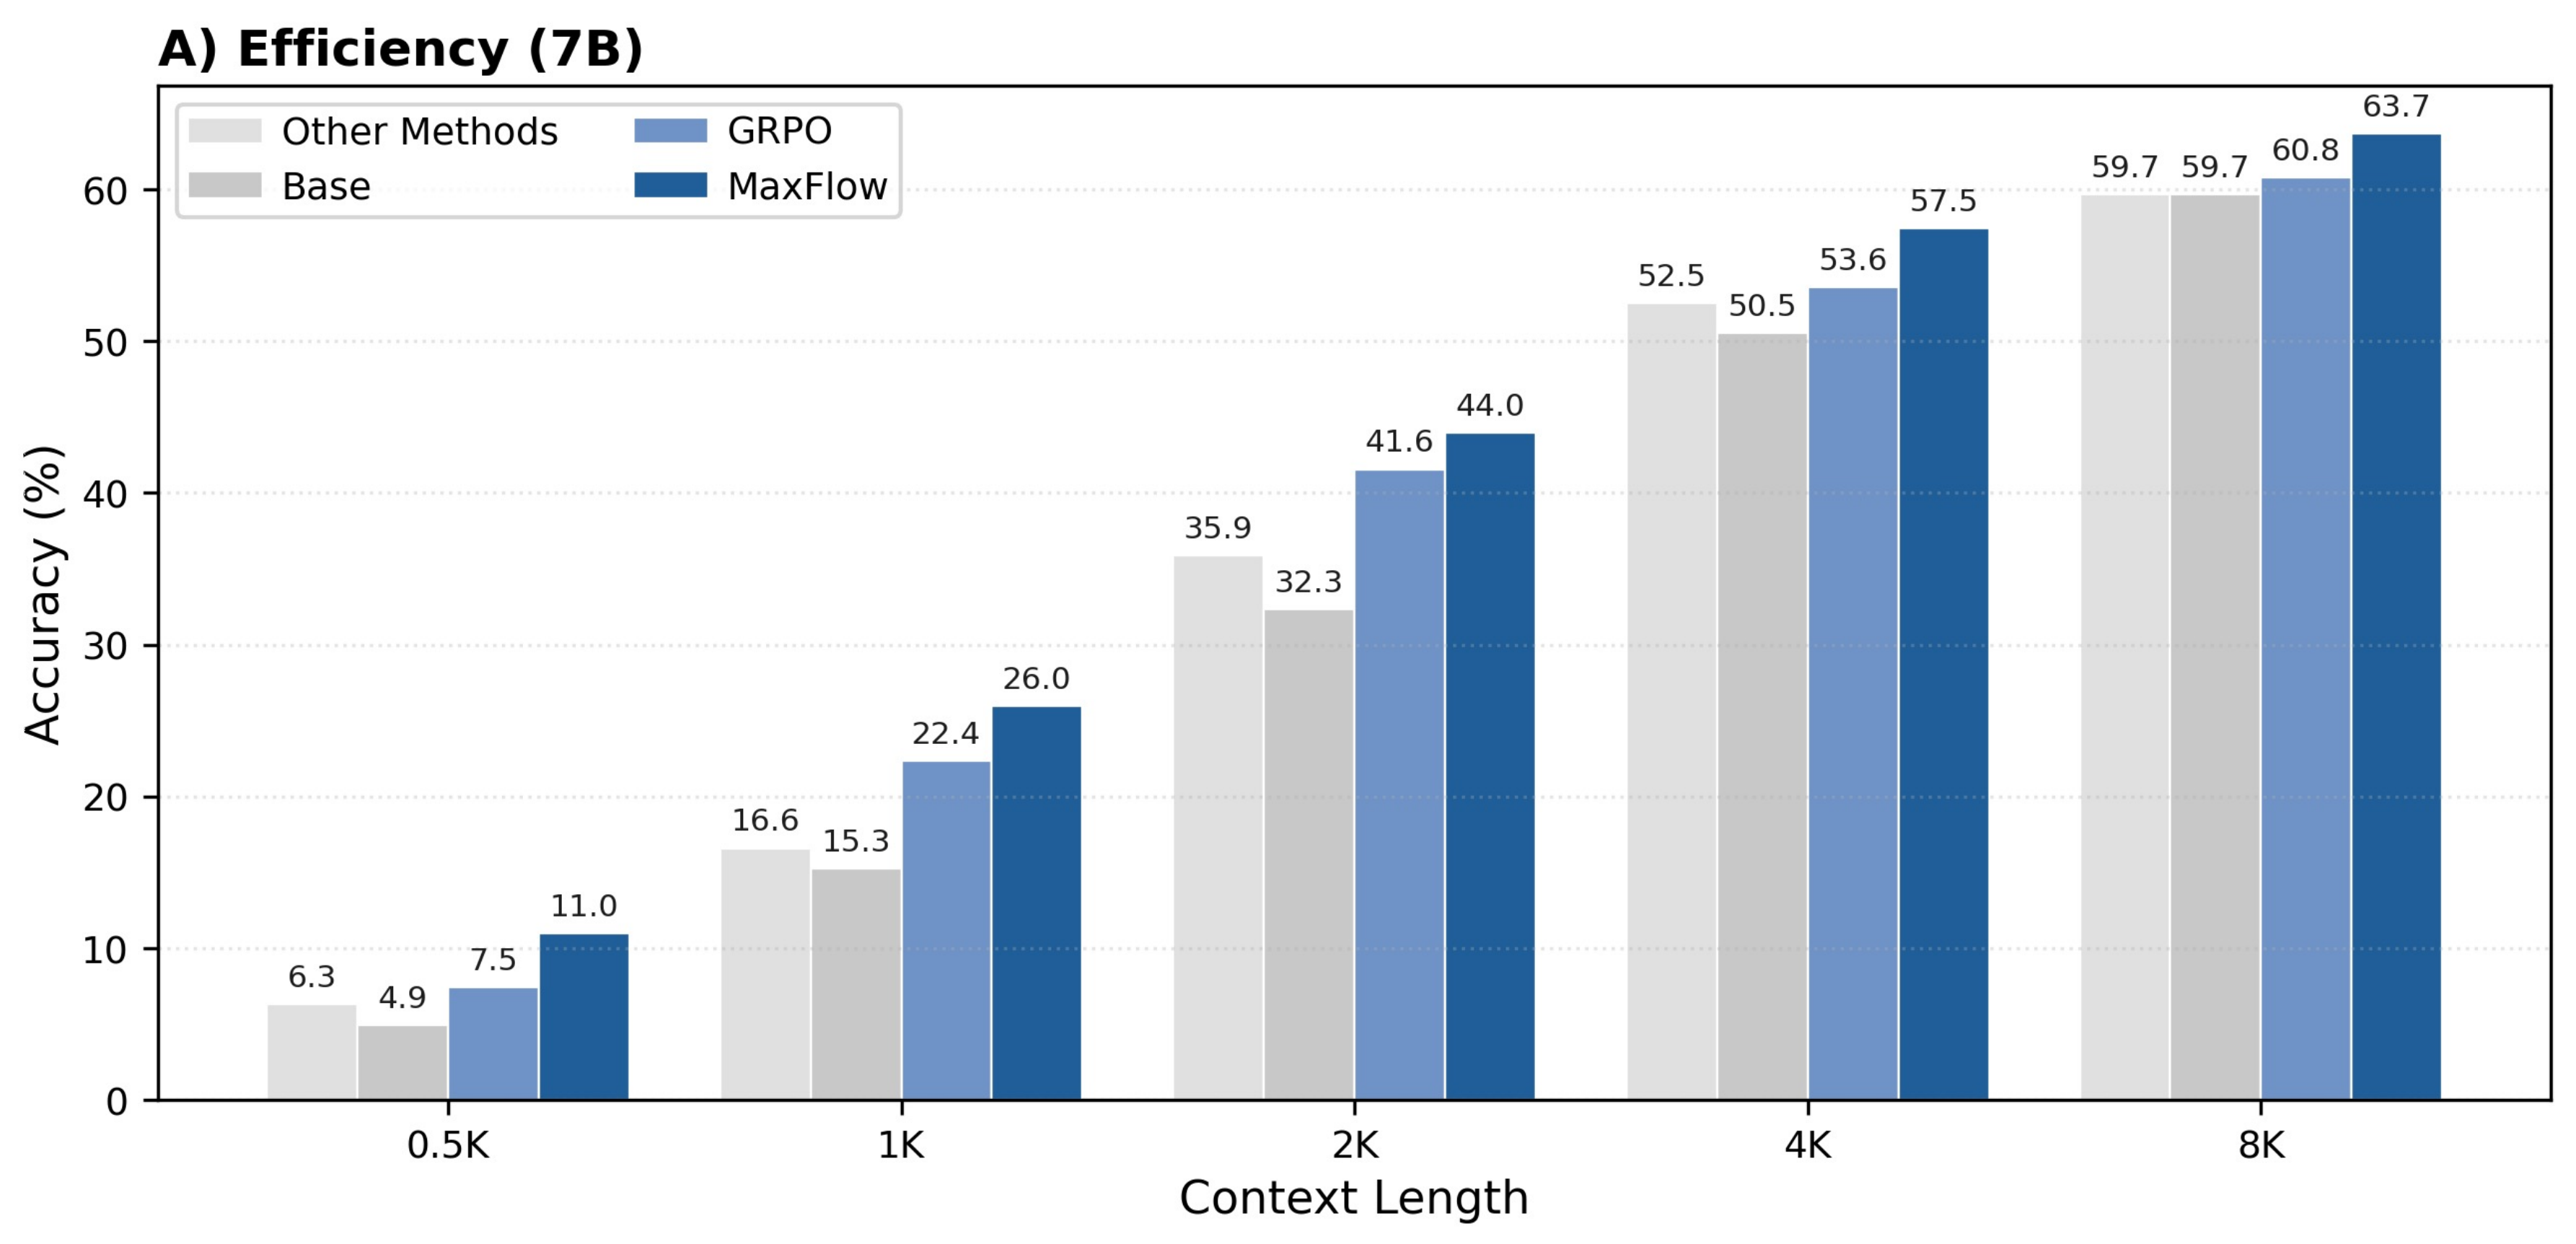 A) Efficiency (7B)
Other Methods
Base
GRPO
MaxFlow
Accuracy (%)
60
50
40
30
20
10
0
6.3
4.9
7.5
11.0
16.6
15.3
22.4
26.0
35.9
32.3
41.6
44.0
52.5
50.5
53.6
57.5
59.7
59.7
60.8
63.7
0.5K
1K
2K
4K
8K
Context Length